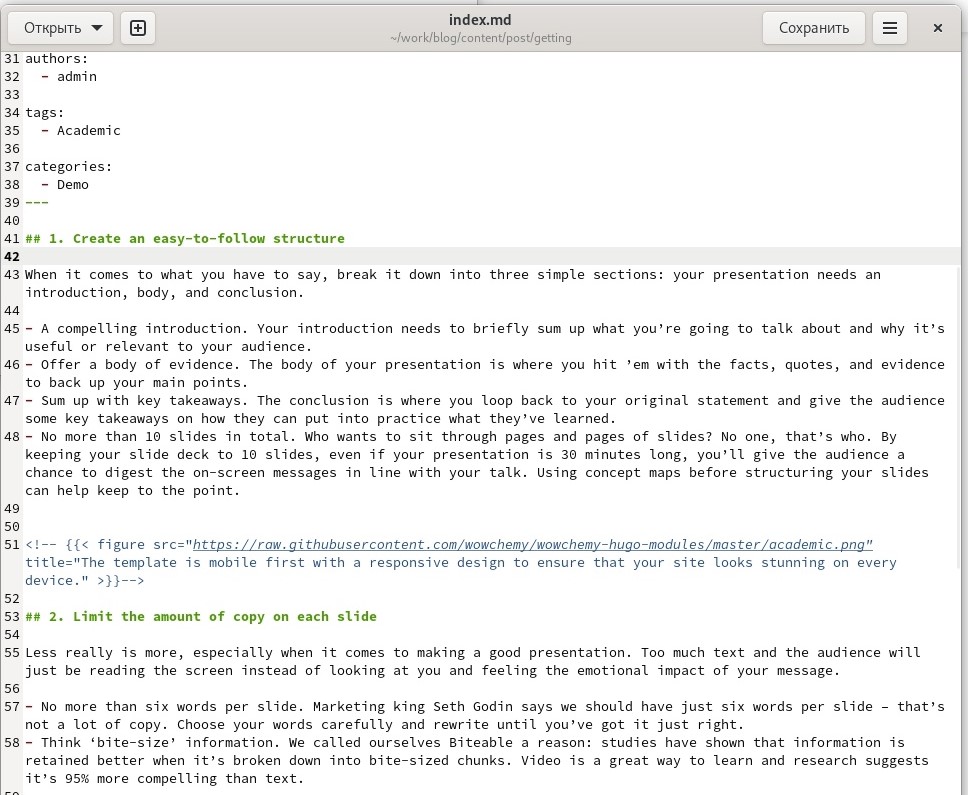 Открыть
index.md
~/work/blog/content/post/getting
Сохранить
31 authors:
32   - admin
33
34 tags:
35   - Academic
36
37 categories:
38   - Demo
39 ---
40
41 ## 1. Create an easy-to-follow structure
42
43 When it comes to what you have to say, break it down into three simple sections: your presentation needs an
introduction, body, and conclusion.
44
45 - A compelling introduction. Your introduction needs to briefly sum up what you’re going to talk about and why it’s
useful or relevant to your audience.
46 - Offer a body of evidence. The body of your presentation is where you hit ’em with the facts, quotes, and evidence
to back up your main points.
47 - Sum up with key takeaways. The conclusion is where you loop back to your original statement and give the audience
some key takeaways on how they can put into practice what they’ve learned.
48 - No more than 10 slides in total. Who wants to sit through pages and pages of slides? No one, that’s who. By
keeping your slide deck to 10 slides, even if your presentation is 30 minutes long, you’ll give the audience a
chance to digest the on-screen messages in line with your talk. Using concept maps before structuring your slides
can help keep to the point.
49
50
51 <!-- {{< figure src="https://raw.githubusercontent.com/wowchemy/wowchemy-hugo-modules/master/academic.png"
title="The template is mobile first with a responsive design to ensure that your site looks stunning on every
device." >}}-->
52
53 ## 2. Limit the amount of copy on each slide
54
55 Less really is more, especially when it comes to making a good presentation. Too much text and the audience will
just be reading the screen instead of looking at you and feeling the emotional impact of your message.
56
57 - No more than six words per slide. Marketing king Seth Godin says we should have just six words per slide – that’s
not a lot of copy. Choose your words carefully and rewrite until you’ve got it just right.
58 - Think ‘bite-size’ information. We called ourselves Biteable a reason: studies have shown that information is
retained better when it’s broken down into bite-sized chunks. Video is a great way to learn and research suggests
it’s 95% more compelling than text.